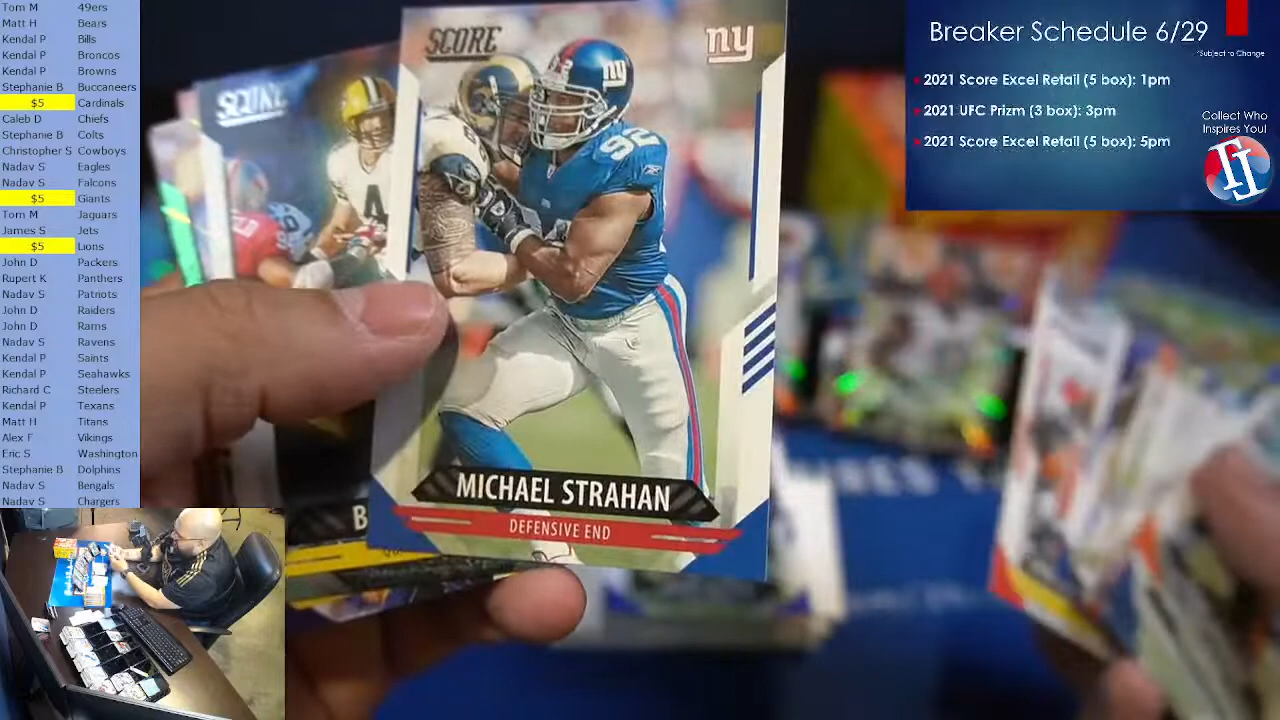 Tom M 49ers
Matt H Bears
Kendal P Bills
Kendal P Broncos
Kendal P Browns
Stephanie B Buccaneers
$5 Cardinals
Caleb D Chiefs
Stephanie B Colts
Christopher S Cowboys
Nadav S Eagles
Nadav S Falcons
$5 Giants
Tom M Jaguars
James S Jets
$5 Lions
John D Packers
Rupert K Panthers
Nadav S Patriots
John D Raiders
John D Rams
Nadav S Ravens
Kendal P Saints
Kendal P Seahawks
Richard C Steelers
Kendal P Texans
Matt H Titans
Alex F Vikings
Eric S Washington
Stephanie B Dolphins
Nadav S Bengals
Nadav S Chargers
SCORE
SCORE
ny
ny
92
4
MICHAEL STRAHAN
DEFENSIVE END
B
Breaker Schedule 6/29
*Subject to Change
2021 Score Excel Retail (5 box): 1pm
2021 UFC Prizm (3 box): 3pm
2021 Score Excel Retail (5 box): 5pm
Collect Who
Inspires You!